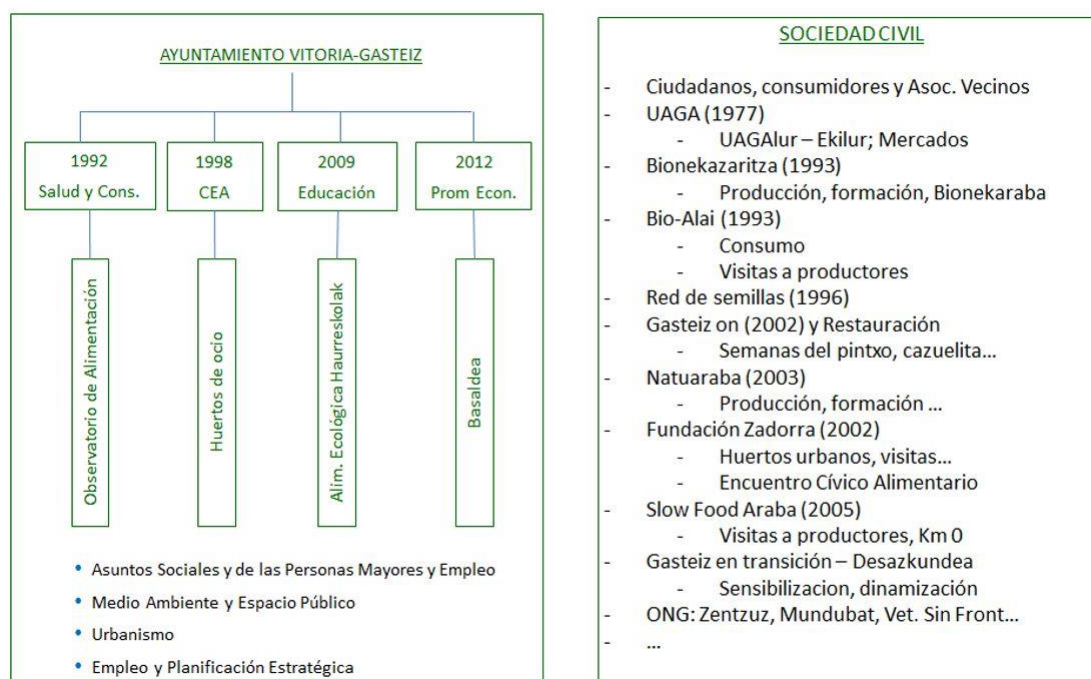 AYUNTAMIENTO VITORIA-GASTEIZ
1992
Salud y Cons.
1998
CEA
2009
Educación
2012
Prom Econ.
Observatorio de Alimentación
Huertos de ocio
Alim. Ecológica Haurreskolak
Basaldea
• Asuntos Sociales y de las Personas Mayores y Empleo
• Medio Ambiente y Espacio Público
• Urbanismo
• Empleo y Planificación Estratégica
SOCIEDAD CIVIL
- Ciudadanos, consumidores y Asoc. Vecinos
- UAGA (1977)
- UAGAlur – Ekilur; Mercados
- Bionekazaritza (1993)
- Producción, formación, Bionekaraba
- Bio-Alai (1993)
- Consumo
- Visitas a productores
- Red de semillas (1996)
- Gasteiz on (2002) y Restauración
- Semanas del pintxo, cazuelita...
- Natuaraba (2003)
- Producción, formación ...
- Fundación Zadorra (2002)
- Huertos urbanos, visitas...
- Encuentro Cívico Alimentario
- Slow Food Araba (2005)
- Visitas a productores, Km 0
- Gasteiz en transición – Desazkundea
- Sensibilizacion, dinamización
- ONG: Zentzuz, Mundubat, Vet. Sin Front...
- ...